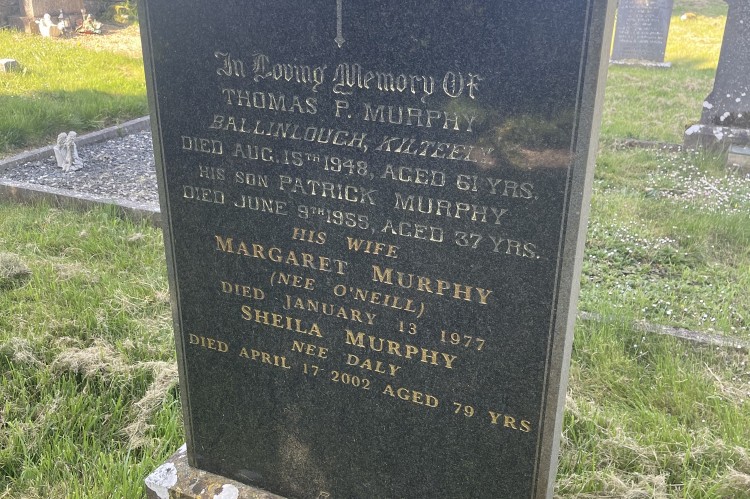 In Loving Memory Of
THOMAS P. MURPHY
BALLINLOUGH, KILTEELY
DIED AUG. 15TH 1948, AGED 61 YRS.
HIS SON PATRICK MURPHY
DIED JUNE 9TH 1955, AGED 37 YRS.
HIS WIFE
MARGARET MURPHY
(NEE O'NEILL)
DIED JANUARY 13 1977
SHEILA MURPHY
NEE DALY
DIED APRIL 17 2002 AGED 79 YRS